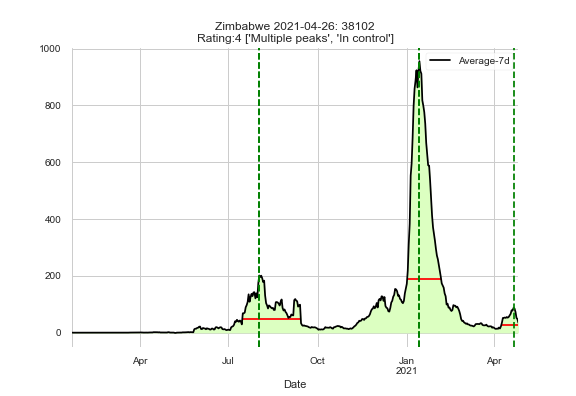 Zimbabwe 2021-04-26: 38102
Rating:4 ['Multiple peaks', 'In control']
Average-7d
1000
800
600
400
200
0
Apr
Jul
Oct
Jan
2021
Apr
Date